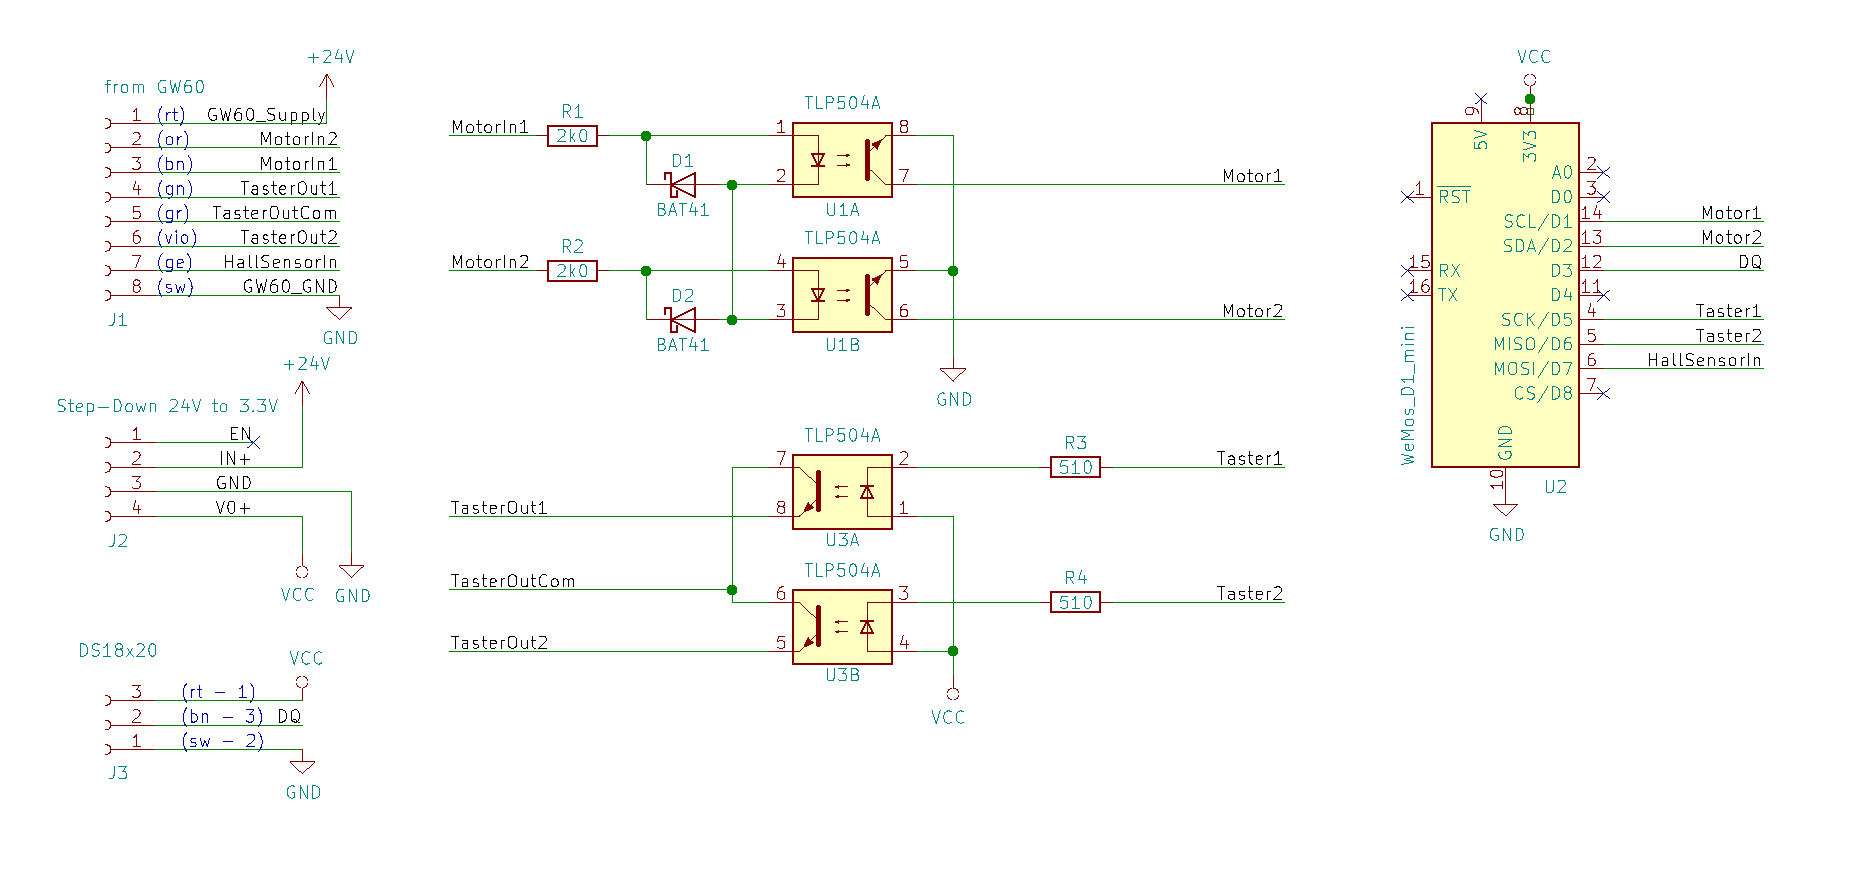 +24V
from GW60
1 (rt) GW60_Supply
2 (or) MotorIn2
3 (bn) MotorIn1
4 (gn) TasterOut1
5 (gr) TasterOutCom
6 (vio) TasterOut2
7 (ge) HallSensorIn
8 (sw) GW60_GND
J1
GND
+24V
Step-Down 24V to 3.3V
1 EN
2 IN+
3 GND
4 VO+
J2
VCC
GND
DS18x20
VCC
3 (rt - 1)
2 (bn - 3) DQ
1 (sw - 2)
J3
GND
TLP504A
MotorIn1
R1
2k0
1
8
D1
BAT41
2
7
Motor1
U1A
TLP504A
MotorIn2
R2
2k0
4
5
D2
BAT41
3
6
Motor2
U1B
GND
TLP504A
7
2
R3
510
Taster1
TasterOut1
8
1
U3A
TLP504A
TasterOutCom
6
3
R4
510
Taster2
TasterOut2
5
4
U3B
VCC
VCC
9
8
5V
3V3
1
RST
15
RX
16
TX
A0 2
D0 3
SCL/D1 14 Motor1
SDA/D2 13 Motor2
D3 12 DQ
D4 11
SCK/D5 4 Taster1
MISO/D6 5 Taster2
MOSI/D7 6 HallSensorIn
CS/D8 7
WeMos_D1_mini
GND
10
U2
GND